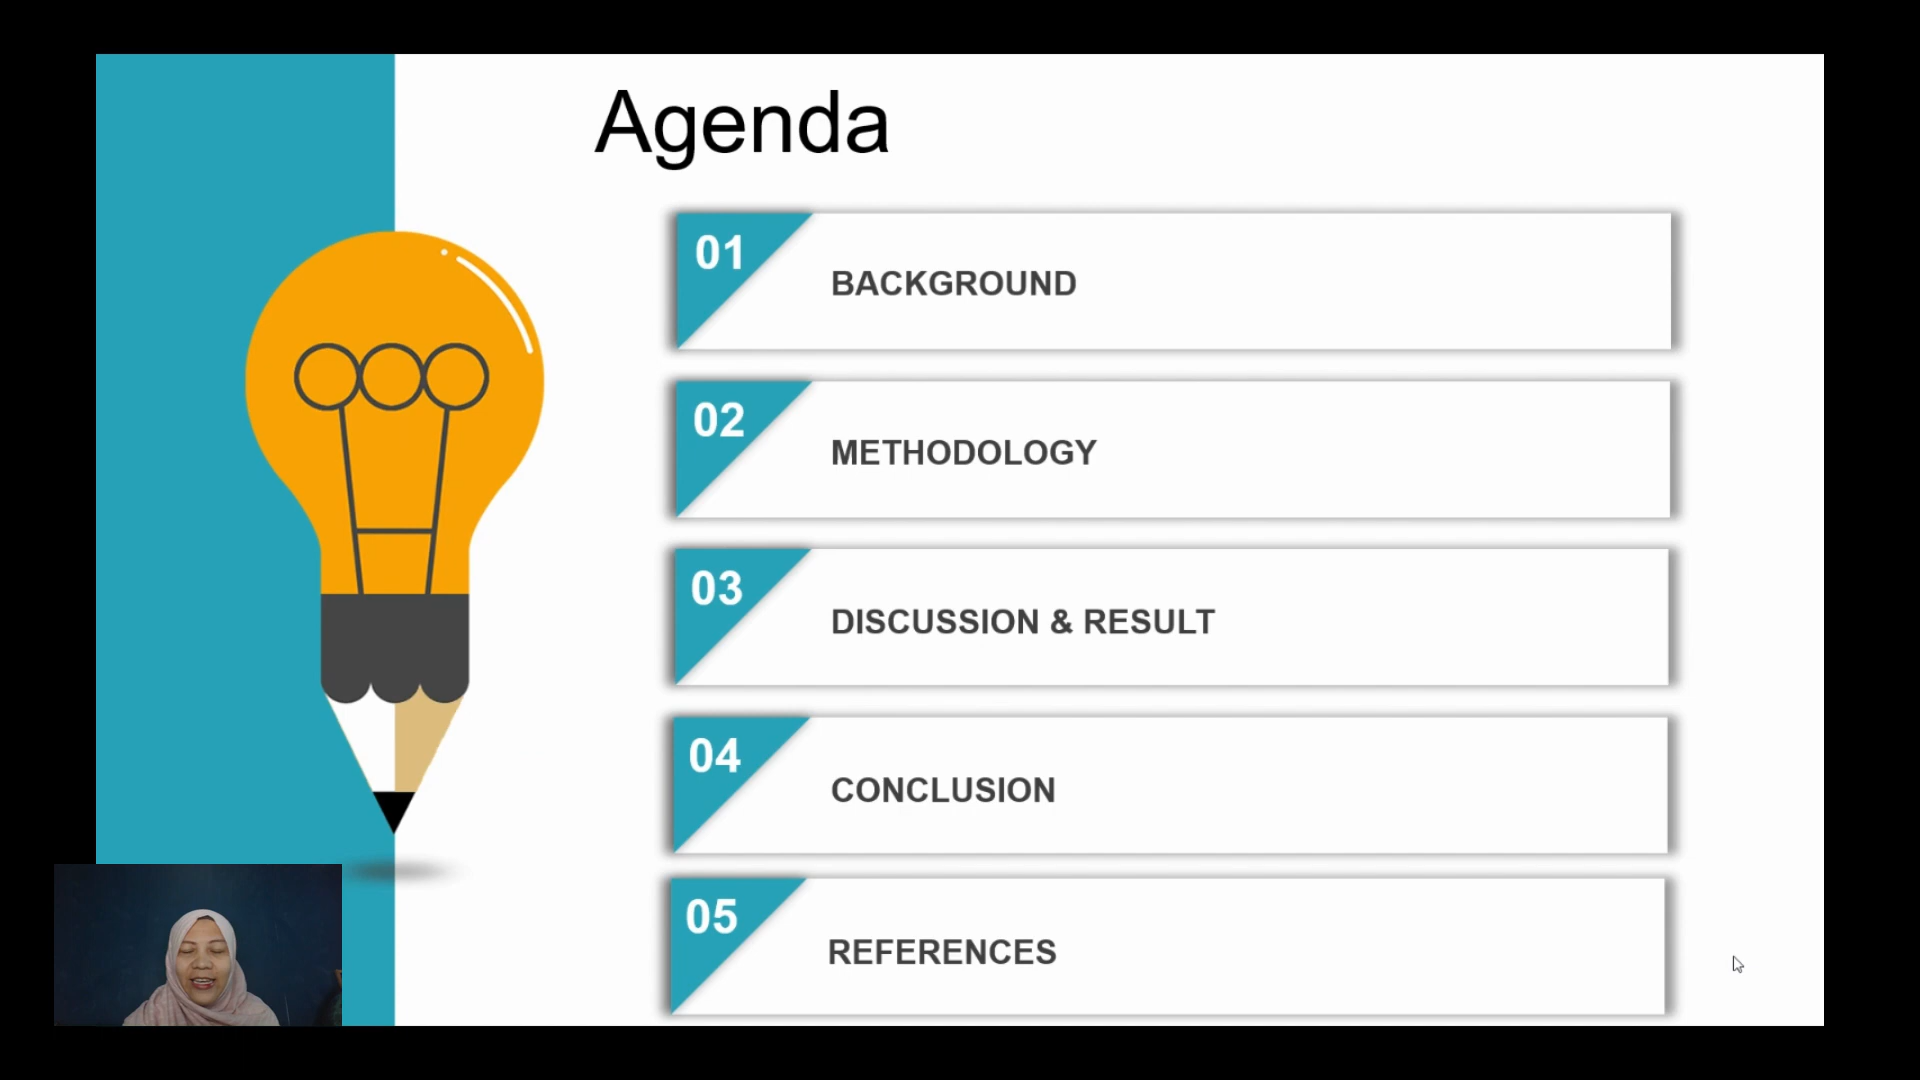 Agenda
01
BACKGROUND
02
METHODOLOGY
03
DISCUSSION & RESULT
04
CONCLUSION
05
REFERENCES